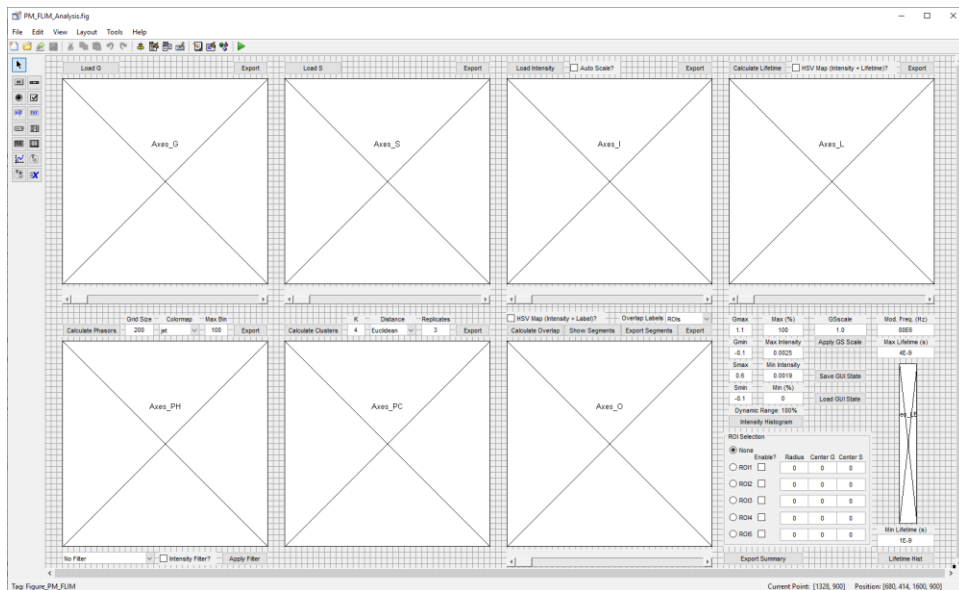 PM_FLIM_Analysis.fig
File Edit View Layout Tools Help
Load G Export Load S Export Load Intensity Auto Scale? Export Calculate Lifetime HSV Map (Intensity + Lifetime)? Export
Axes_G Axes_S Axes_I Axes_L
Grid Size Colormap Max Bin K Distance Replicates HSV Map (Intensity + Label)? Overlap Labels ROIs Gmax Max (%) GSscale Mod. Freq. (Hz)
Calculate Phasors 200 jet 100 Export Calculate Clusters 4 Euclidean 3 Export Calculate Overlap Show Segments Export Segments Export 1.1 100 1.0 80E6
Gmin Max Intensity Apply GS Scale Max Lifetime (s)
-0.1 0.0025 4E-9
Smax Min Intensity
0.6 0.0019 Save GUI State
Smin Min (%)
-0.1 0 Load GUI State
Axes_PH Axes_PC Axes_O
Dynamic Range: 100%
Intensity Histogram
ROI Selection
None
Enable? Radius Center G Center S
ROI1 0 0 0
ROI2 0 0 0
ROI3 0 0 0
ROI4 0 0 0
ROI5 0 0 0
Min Lifetime (s)
1E-9
No Filter Intensity Filter? Apply Filter Export Summary Lifetime Hist
Tag: Figure_PM_FLIM Current Point: [1328, 900] Position: [680, 414, 1600, 900]